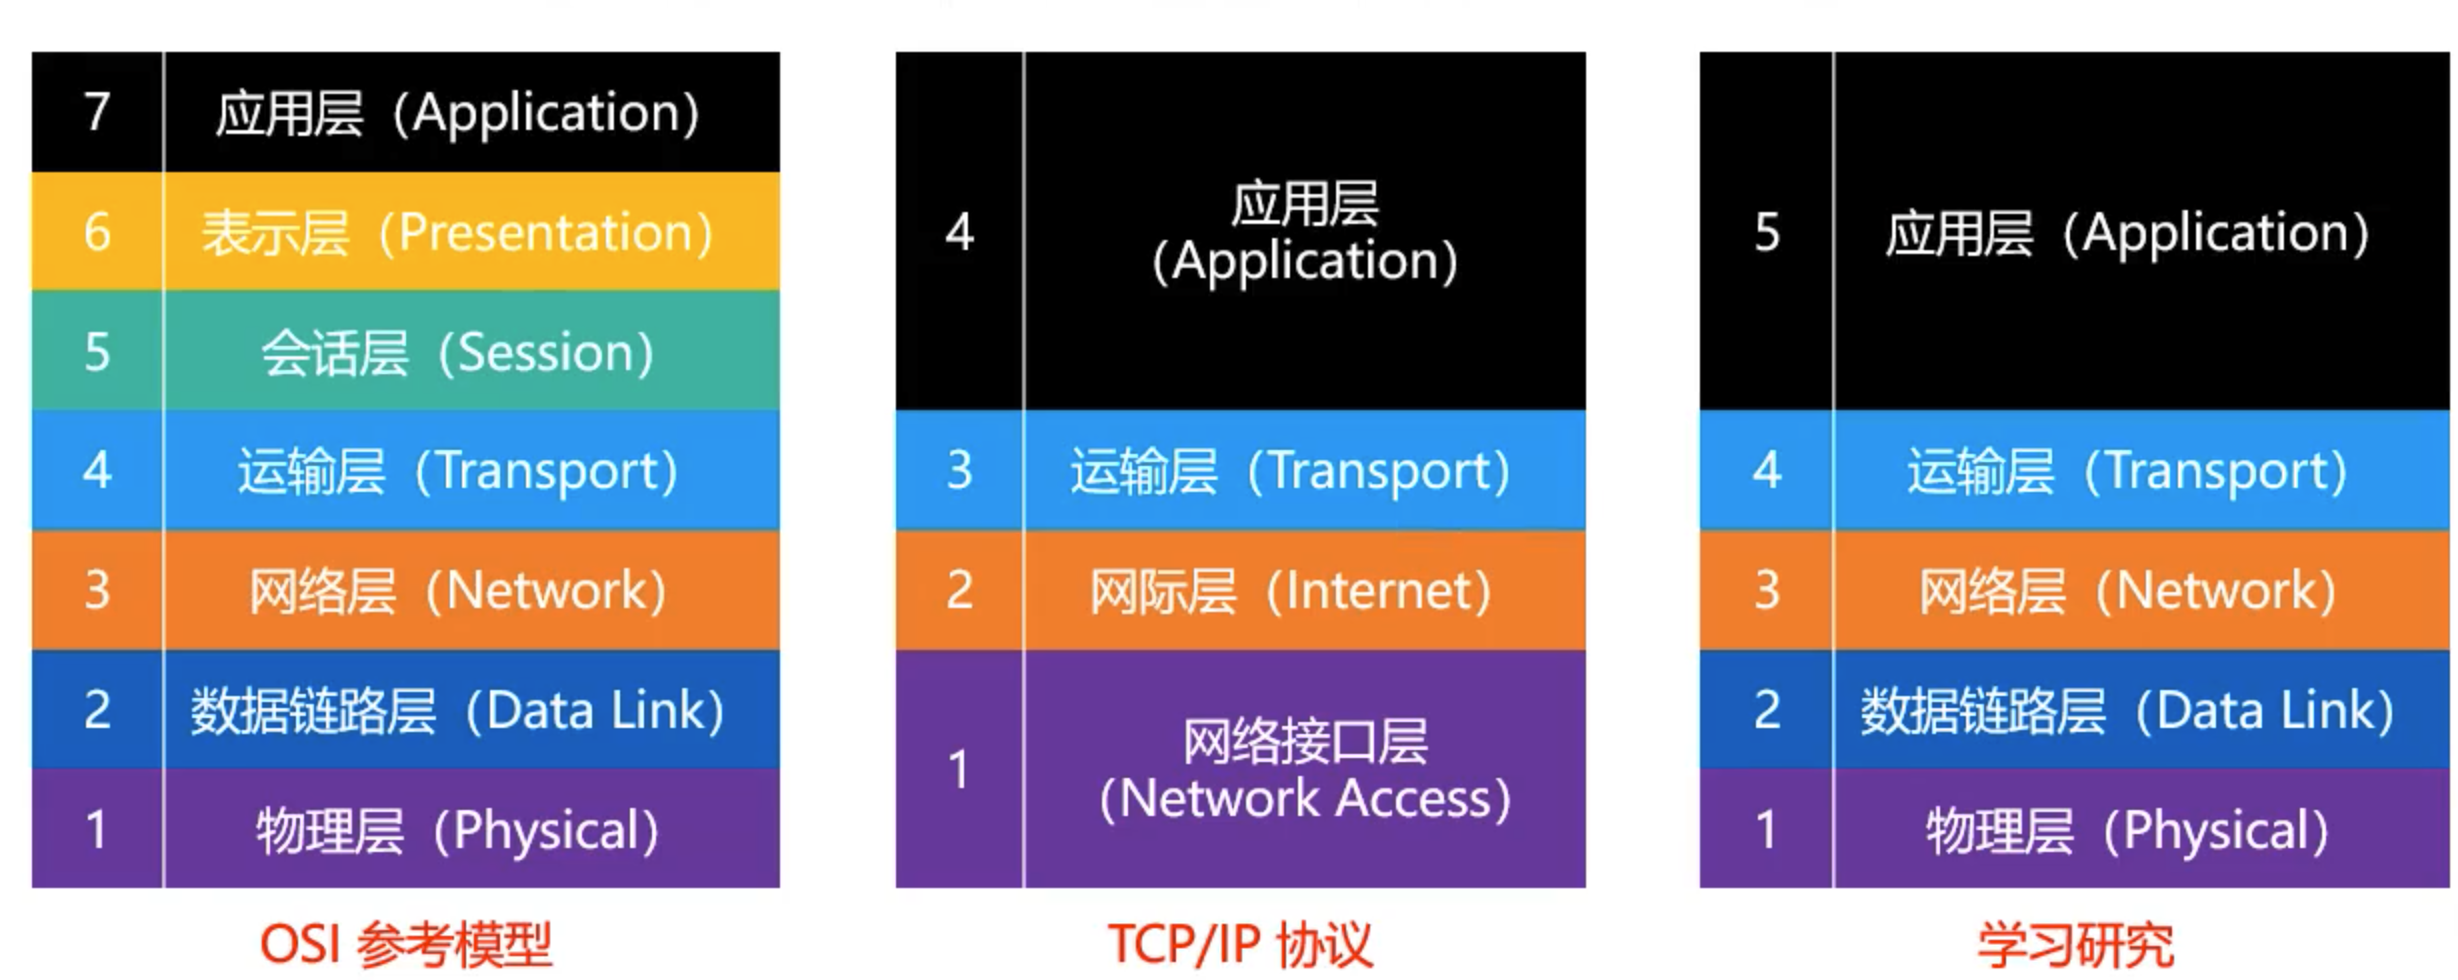 7 应用层（Application）
6 表示层（Presentation）
5 会话层（Session）
4 运输层（Transport）
3 网络层（Network）
2 数据链路层（Data Link）
1 物理层（Physical）
OSI 参考模型
4 应用层
（Application）
3 运输层（Transport）
2 网际层（Internet）
1 网络接口层
（Network Access）
TCP/IP 协议
5 应用层（Application）
4 运输层（Transport）
3 网络层（Network）
2 数据链路层（Data Link）
1 物理层（Physical）
学习研究